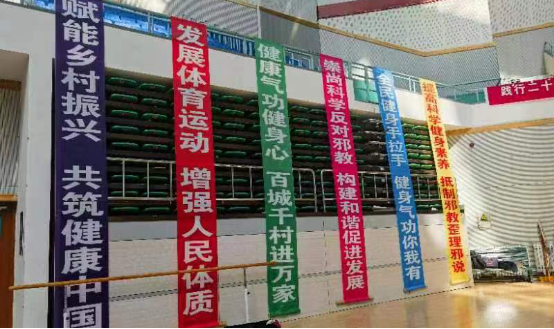 赋能乡村振兴 共筑健康中国
发展体育运动 增强人民体质
健康气功健身心 百城千村进万家
崇尚科学反对邪教 构建和谐促进发展
全民健身手拉手 健身气功你我有
提高科学健身素养 抵制邪教歪理邪说
践行二十